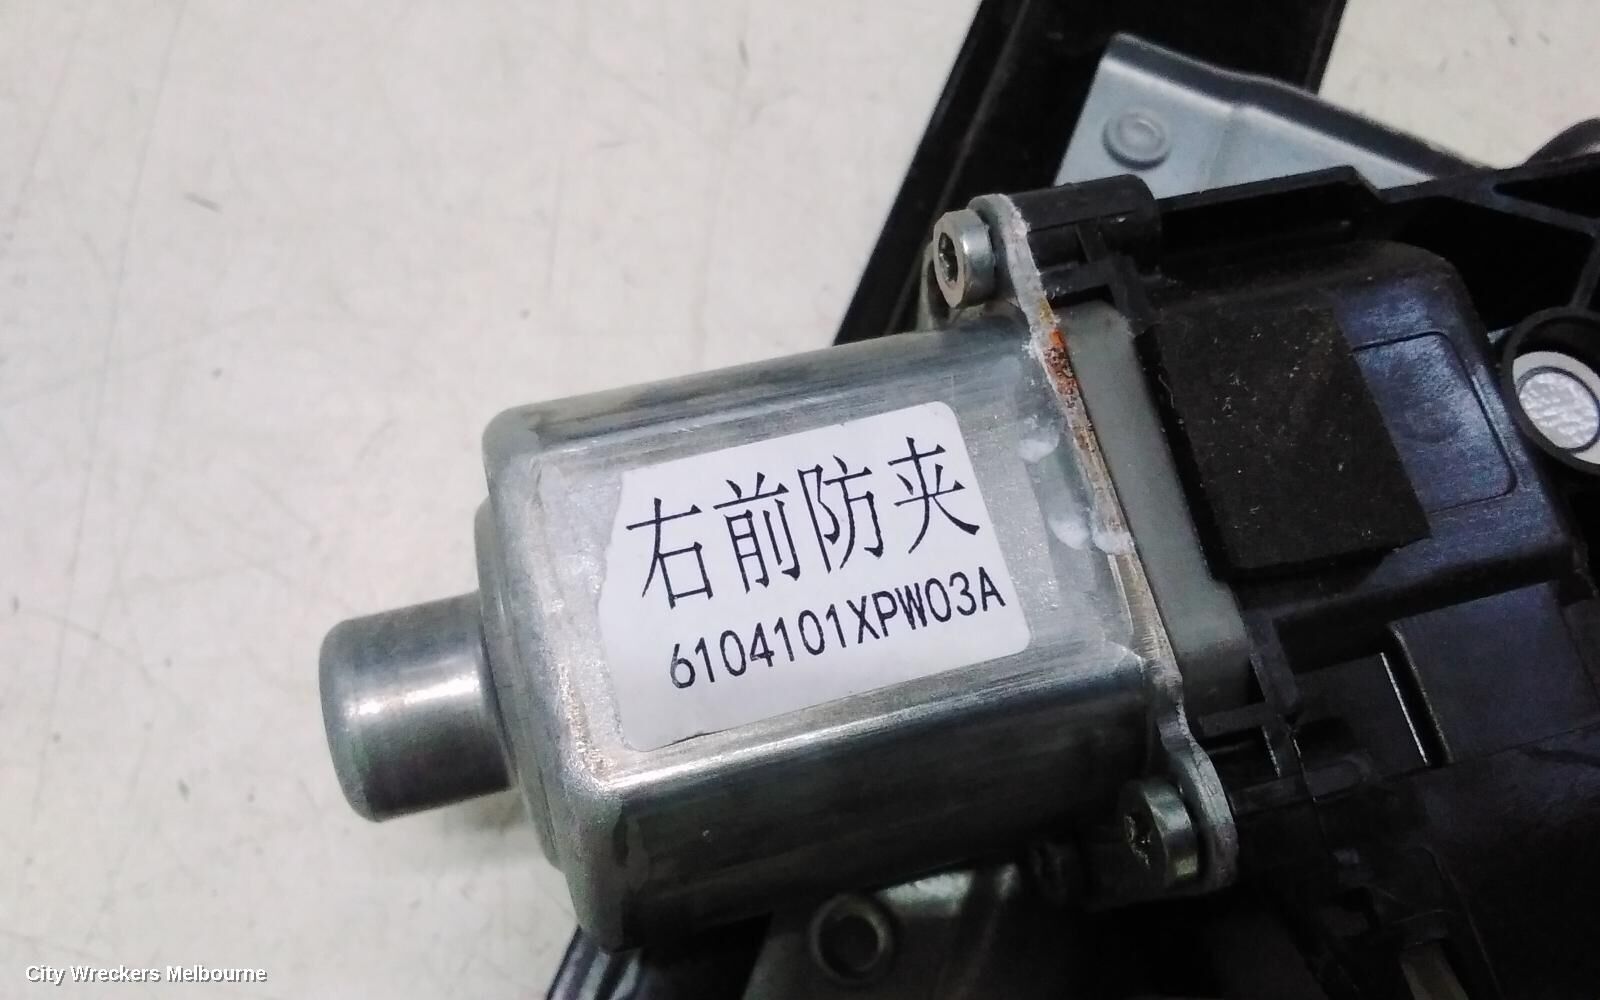 右前防夹
6104101XPW03A
City Wreckers Melbourne